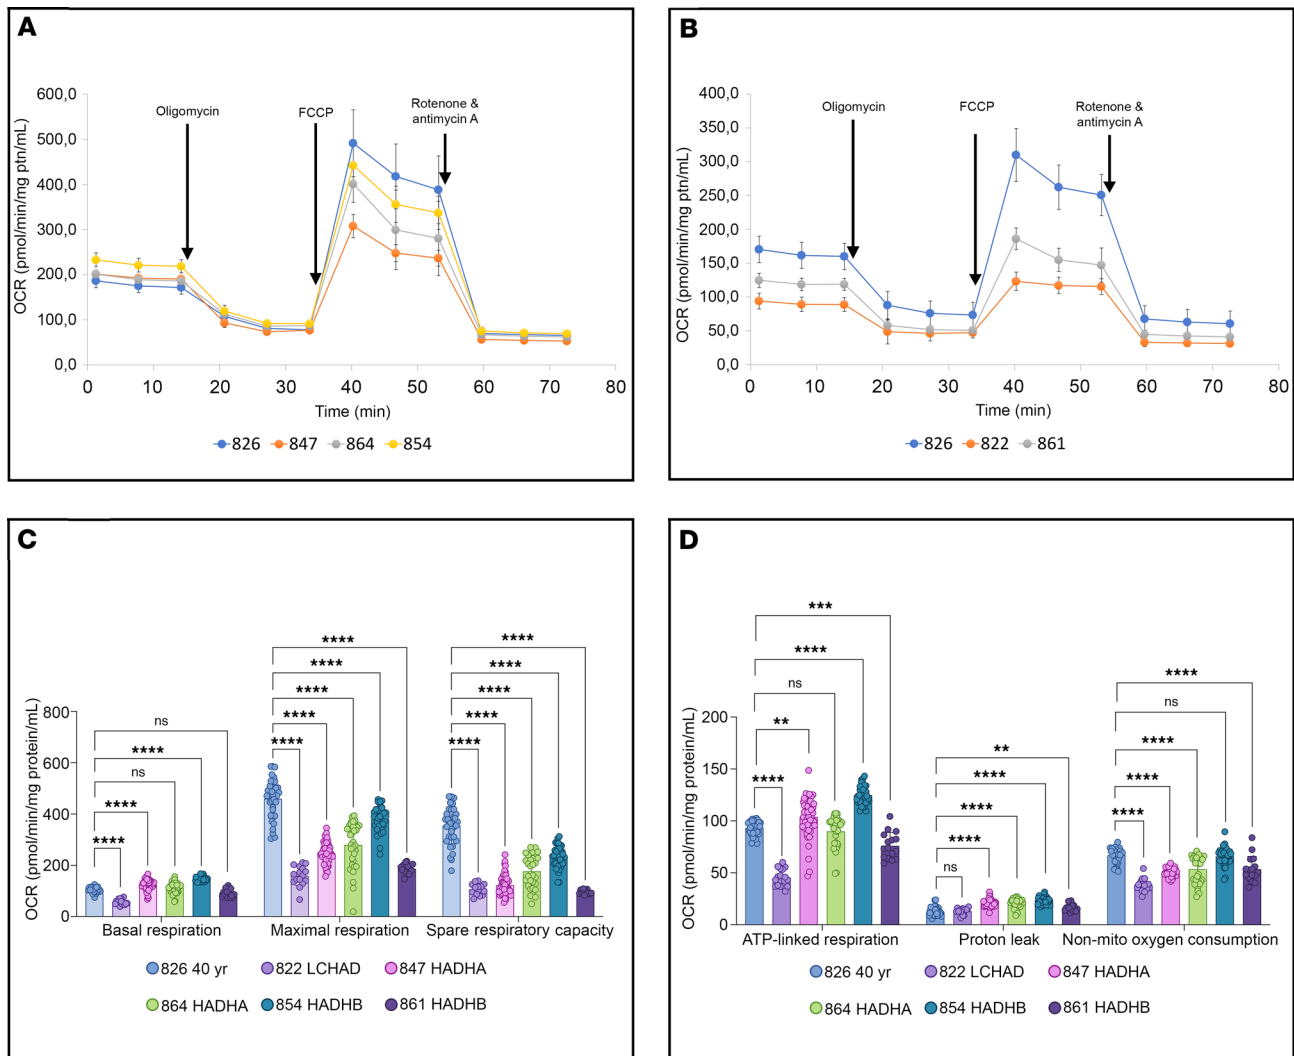 A
600,0
500,0
400,0
300,0
200,0
100,0
0,0
OCR (pmol/min/mg ptn/mL)
Oligomycin
FCCP
Rotenone &
antimycin A
0 10 20 30 40 50 60 70 80
Time (min)
826 847 864 854
B
400,0
350,0
300,0
250,0
200,0
150,0
100,0
50,0
0,0
OCR (pmol/min/mg ptn/mL)
Oligomycin
FCCP
Rotenone &
antimycin A
0 10 20 30 40 50 60 70 80
Time (min)
826 822 861
C
800
600
400
200
0
OCR (pmol/min/mg protein/mL)
ns
****
ns
****
****
****
****
****
****
****
****
****
****
****
****
Basal respiration Maximal respiration Spare respiratory capacity
826 40 yr 822 LCHAD 847 HADHA
864 HADHA 854 HADHB 861 HADHB
D
200
150
100
50
0
OCR (pmol/min/mg protein/mL)
***
****
ns
**
****
**
****
****
****
ns
****
ns
****
****
****
ATP-linked respiration Proton leak Non-mito oxygen consumption
826 40 yr 822 LCHAD 847 HADHA
864 HADHA 854 HADHB 861 HADHB